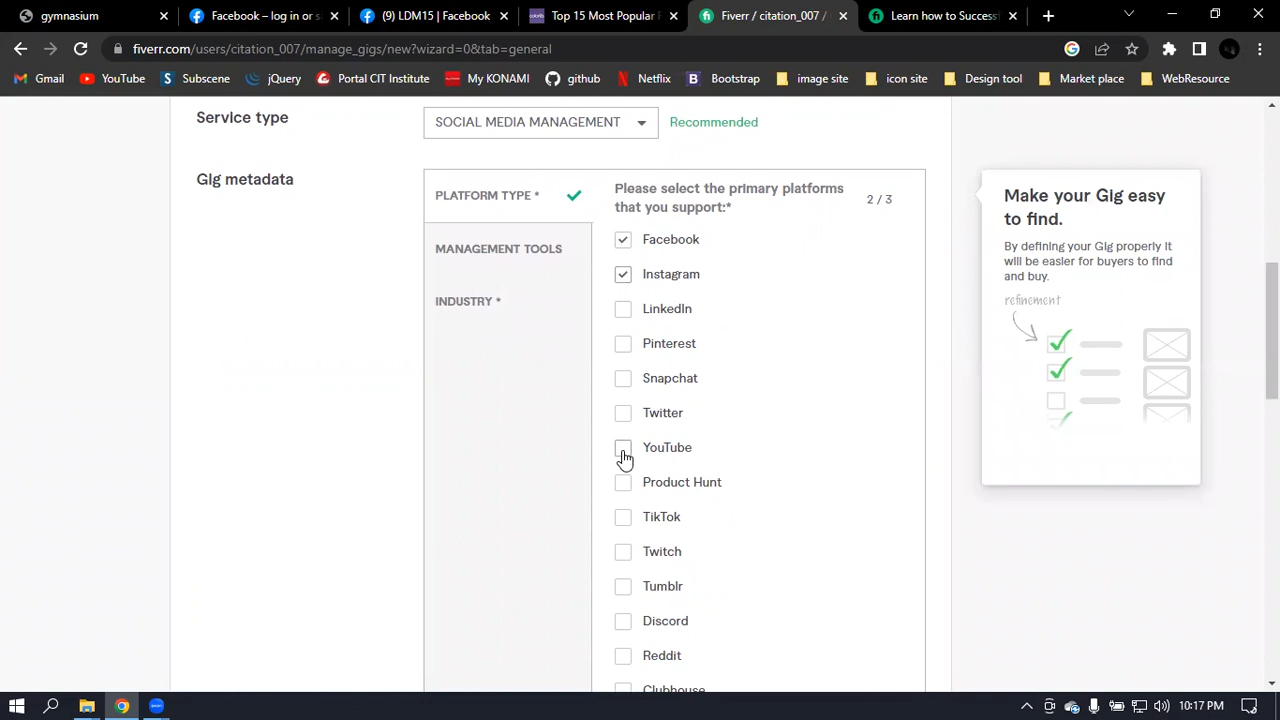 gymnasium
Facebook – log in or s
(9) LDM15 | Facebook
Top 15 Most Popular F
Fiverr / citation_007 /
Learn how to Success
fiverr.com/users/citation_007/manage_gigs/new?wizard=0&tab=general
Gmail
YouTube
Subscene
jQuery
Portal CIT Institute
My KONAMI
github
Netflix
Bootstrap
image site
icon site
Design tool
Market place
WebResource
Service type
SOCIAL MEDIA MANAGEMENT
Recommended
Gig metadata
PLATFORM TYPE *
MANAGEMENT TOOLS
INDUSTRY *
Please select the primary platforms
that you support:*
2 / 3
Facebook
Instagram
LinkedIn
Pinterest
Snapchat
Twitter
YouTube
Product Hunt
TikTok
Twitch
Tumblr
Discord
Reddit
Clubhouse
Make your Gig easy
to find.
By defining your Gig properly it
will be easier for buyers to find
and buy.
refinement
10:17 PM